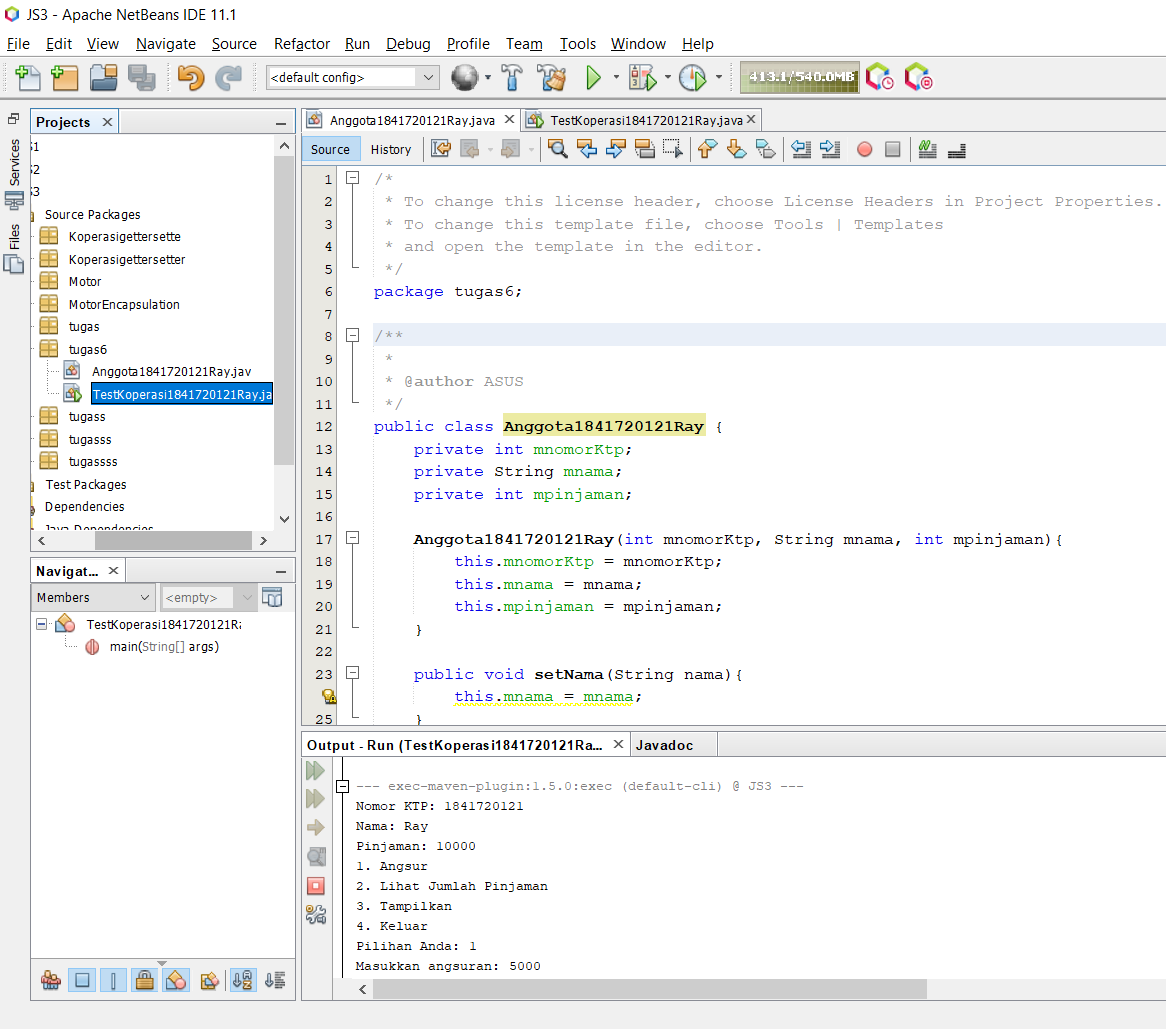 JS3 - Apache NetBeans IDE 11.1
File Edit View Navigate Source Refactor Run Debug Profile Team Tools Window Help
<default config>
413.1/540.0MB
Projects
Services
Files
S1
S2
S3
Source Packages
Koperasigettersette
Koperasigettersetter
Motor
MotorEncapsulation
tugas
tugas6
Anggota1841720121Ray.jav
TestKoperasi1841720121Ray.ja
tugass
tugasss
tugassss
Test Packages
Dependencies
Java Dependencies
Navigat...
Members
<empty>
TestKoperasi1841720121Ra
main(String[] args)
Anggota1841720121Ray.java
TestKoperasi1841720121Ray.java
Source History
1 /*
2 * To change this license header, choose License Headers in Project Properties.
3 * To change this template file, choose Tools | Templates
4 * and open the template in the editor.
5 */
6 package tugas6;
7
8 /**
9 *
10 * @author ASUS
11 */
12 public class Anggota1841720121Ray {
13 private int mnomorKtp;
14 private String mnama;
15 private int mpinjaman;
16
17 Anggota1841720121Ray(int mnomorKtp, String mnama, int mpinjaman){
18 this.mnomorKtp = mnomorKtp;
19 this.mnama = mnama;
20 this.mpinjaman = mpinjaman;
21 }
22
23 public void setNama(String nama){
this.mnama = mnama;
25 }
Output - Run (TestKoperasi1841720121Ra...
Javadoc
--- exec-maven-plugin:1.5.0:exec (default-cli) @ JS3 ---
Nomor KTP: 1841720121
Nama: Ray
Pinjaman: 10000
1. Angsur
2. Lihat Jumlah Pinjaman
3. Tampilkan
4. Keluar
Pilihan Anda: 1
Masukkan angsuran: 5000